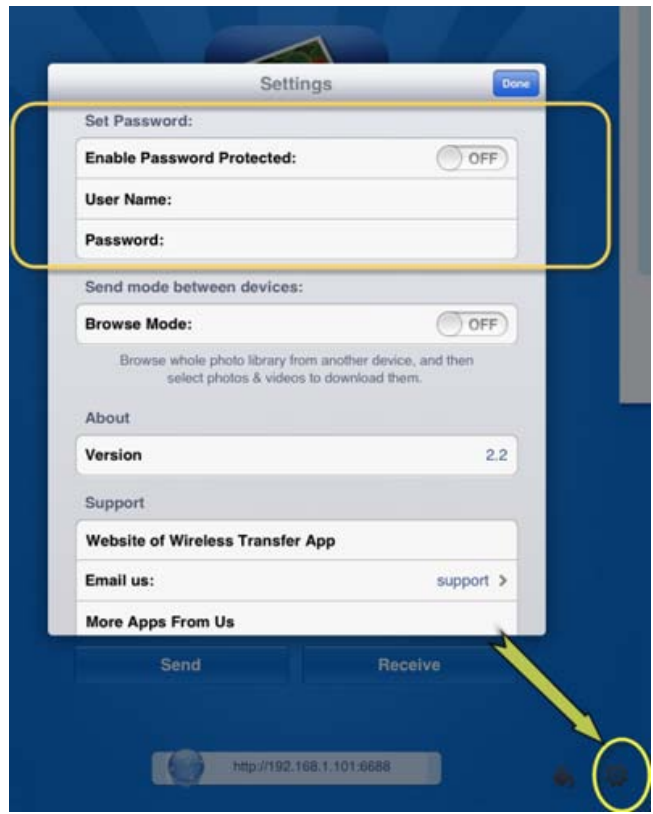 Settings
Done
Set Password:
Enable Password Protected:
OFF
User Name:
Password:
Send mode between devices:
Browse Mode:
OFF
Browse whole photo library from another device, and then
select photos & videos to download them.
About
Version
2.2
Support
Website of Wireless Transfer App
Email us:
support >
More Apps From Us
Send
Receive
http://192.168.1.101:6688